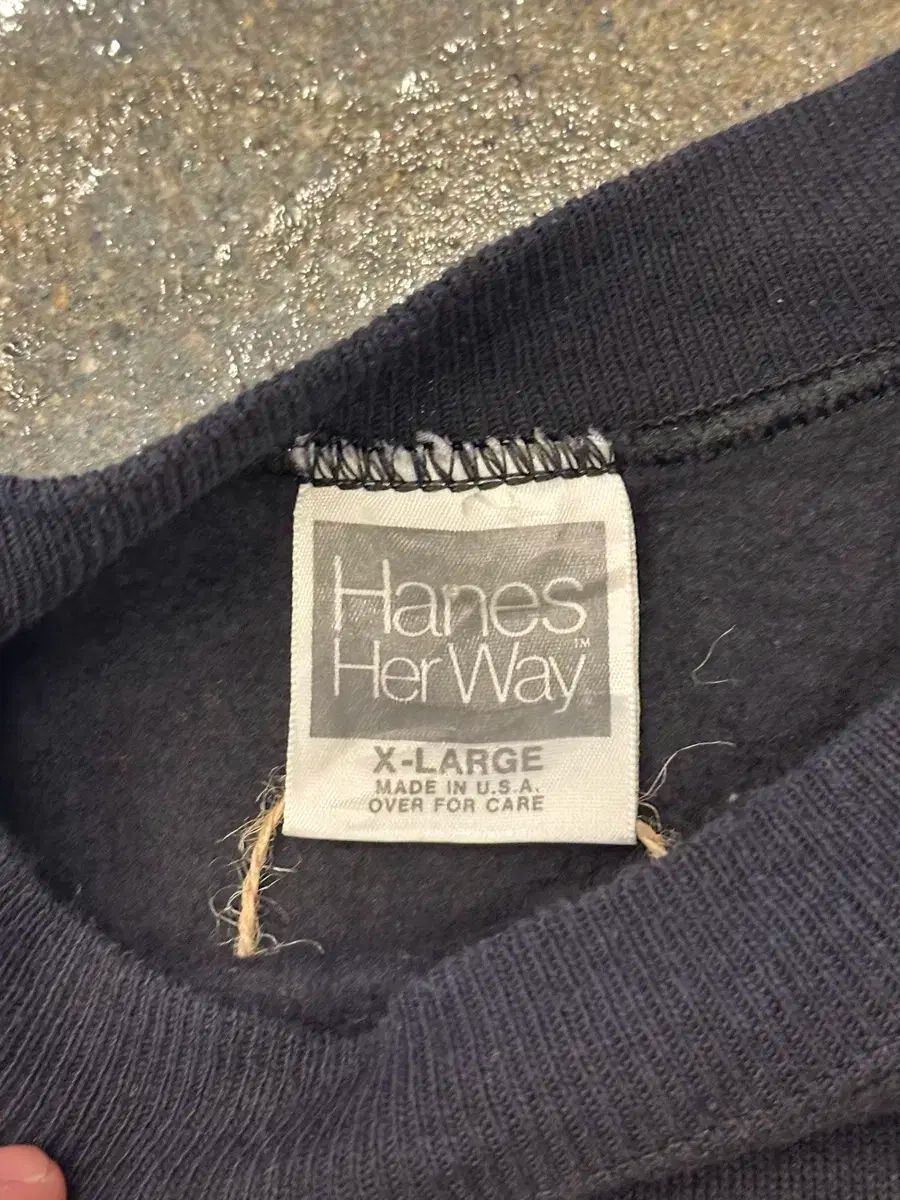 Hanes
Her Way™
X-LARGE
MADE IN U.S.A.
OVER FOR CARE